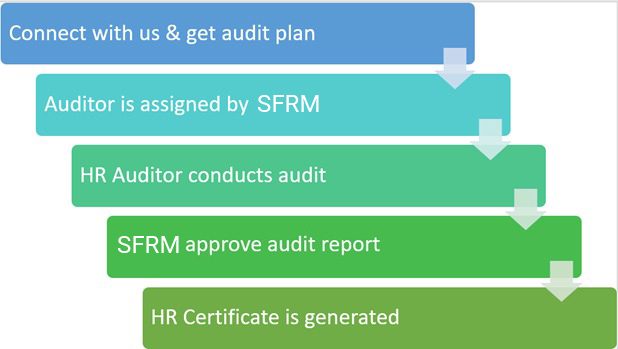 Connect with us & get audit plan
Auditor is assigned by SFRM
HR Auditor conducts audit
SFRM approve audit report
HR Certificate is generated